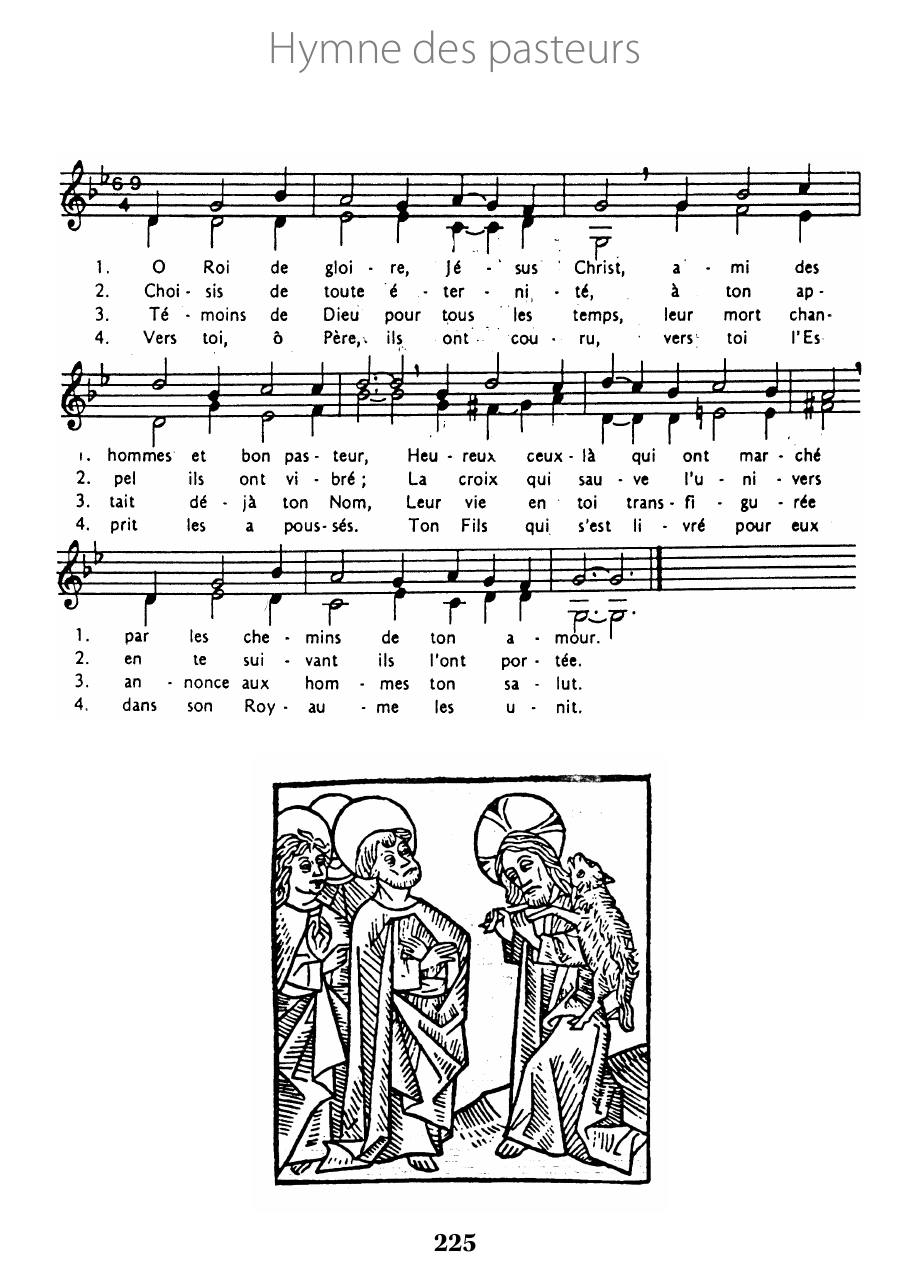 Hymne des pasteurs
6 9
4
1. O Roi de gloi - re, Jé - sus Christ, a - mi des
2. Choi - sis de toute é - ter - ni - té, à ton ap -
3. Té - moins de Dieu pour tous les temps, leur mort chan-
4. Vers toi, ô Père, ils ont cou - ru, vers toi l'Es
1. hommes et bon pas - teur, Heu - reux ceux - là qui ont mar - ché
2. pel ils ont vi - bré ; La croix qui sau - ve l'u - ni - vers
3. tait dé - jà ton Nom, Leur vie en toi trans - fi - gu - rée
4. prit les a pous - sés. Ton Fils qui s'est li - vré pour eux
1. par les che - mins de ton a - mour.
2. en te sui - vant ils l'ont por - tée.
3. an - nonce aux hom - mes ton sa - lut.
4. dans son Roy - au - me les u - nit.
225